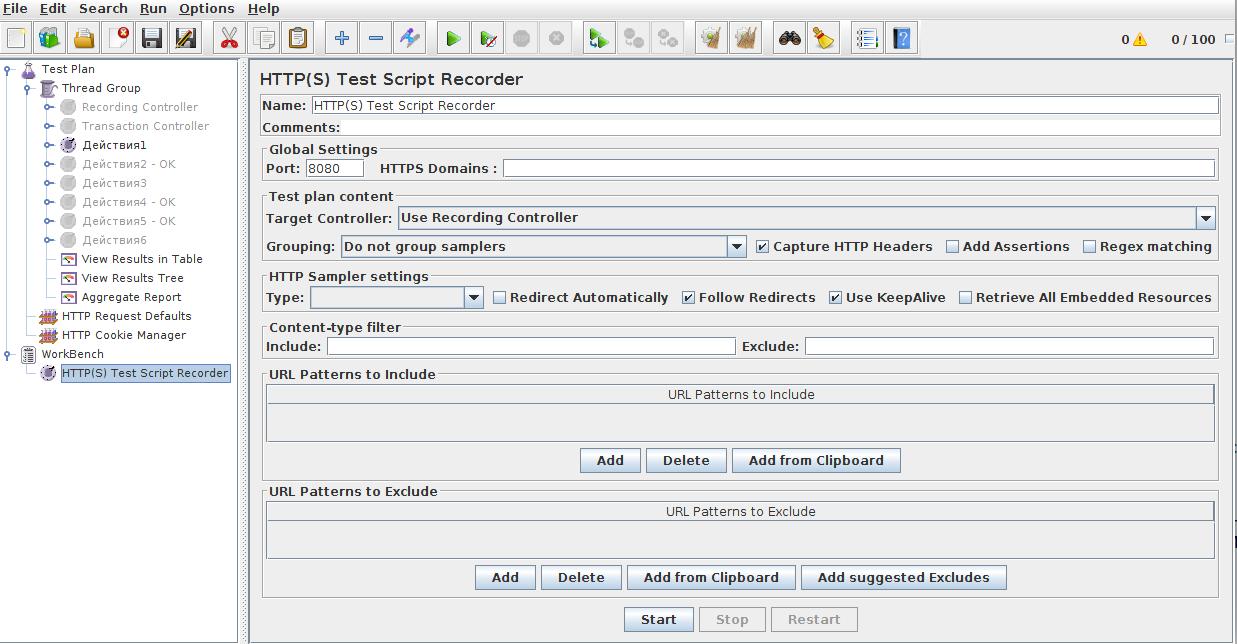 File Edit Search Run Options Help
0 0 / 100
Test Plan
Thread Group
Recording Controller
Transaction Controller
Действия1
Действия2 - OK
Действия3
Действия4 - OK
Действия5 - OK
Действия6
View Results in Table
View Results Tree
Aggregate Report
HTTP Request Defaults
HTTP Cookie Manager
WorkBench
HTTP(S) Test Script Recorder
HTTP(S) Test Script Recorder
Name: HTTP(S) Test Script Recorder
Comments:
Global Settings
Port: 8080 HTTPS Domains :
Test plan content
Target Controller: Use Recording Controller
Grouping: Do not group samplers Capture HTTP Headers Add Assertions Regex matching
HTTP Sampler settings
Type: Redirect Automatically Follow Redirects Use KeepAlive Retrieve All Embedded Resources
Content-type filter
Include: Exclude:
URL Patterns to Include
URL Patterns to Include
Add Delete Add from Clipboard
URL Patterns to Exclude
URL Patterns to Exclude
Add Delete Add from Clipboard Add suggested Excludes
Start Stop Restart